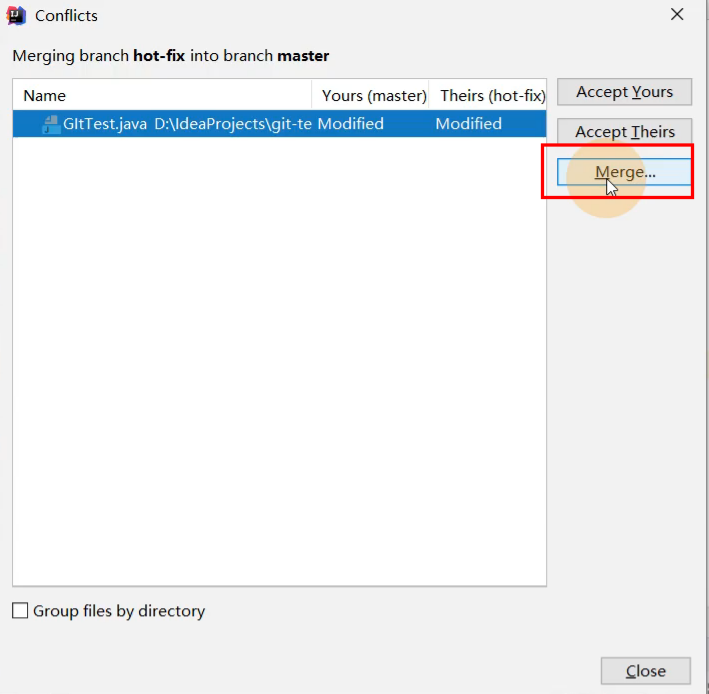 Conflicts
Merging branch hot-fix into branch master
Name Yours (master) Theirs (hot-fix)
GItTest.java D:\IdeaProjects\git-te Modified Modified
Accept Yours
Accept Theirs
Merge...
Group files by directory
Close